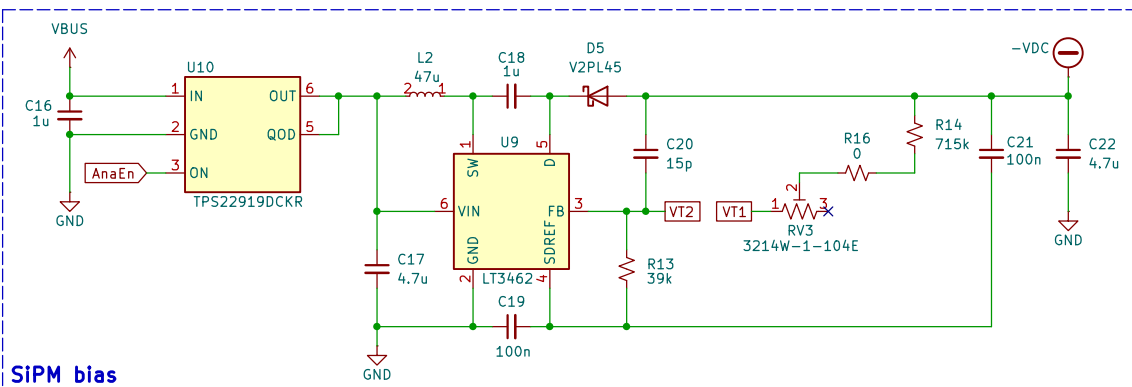 VBUS
C16
1u
GND
AnaEn
U10
1 IN OUT 6
2 GND QOD 5
3 ON
TPS22919DCKR
L2
47u
2 1
C18
1u
D5
V2PL45
-VDC
U9
1 SW
5 D
6 VIN
FB 3
GND 2
SDREF 4
LT3462
C17
4.7u
GND
C19
100n
C20
15p
VT2
VT1
R13
39k
1 2 3
RV3
3214W-1-104E
R16
0
R14
715k
C21
100n
C22
4.7u
GND
SiPM bias